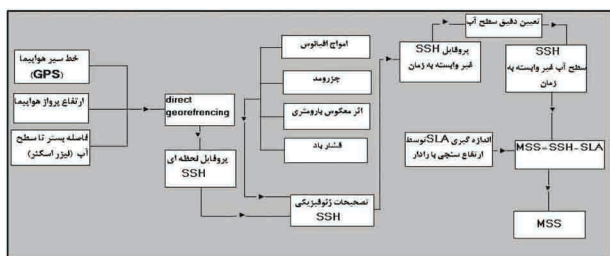 خط سیر هواپیما
(GPS)
ارتفاع پرواز هواپیما
فاصله بستر تا سطح
آب (لیزر اسکنر)
direct
georefrencing
پروفایل لحظه ای
SSH
امواج اقیانوس
جزرومد
اثر معکوس بارومتری
فشار باد
تصحیحات ژئوفیزیکی
SSH
پروفایل SSH
غیر وابسته به زمان
تعیین دقیق سطح آب
SSH
سطح آب غیر وابسته به
زمان
اندازه گیری SLA توسط
ارتفاع سنجی با رادار
MSS=SSH-SLA
MSS